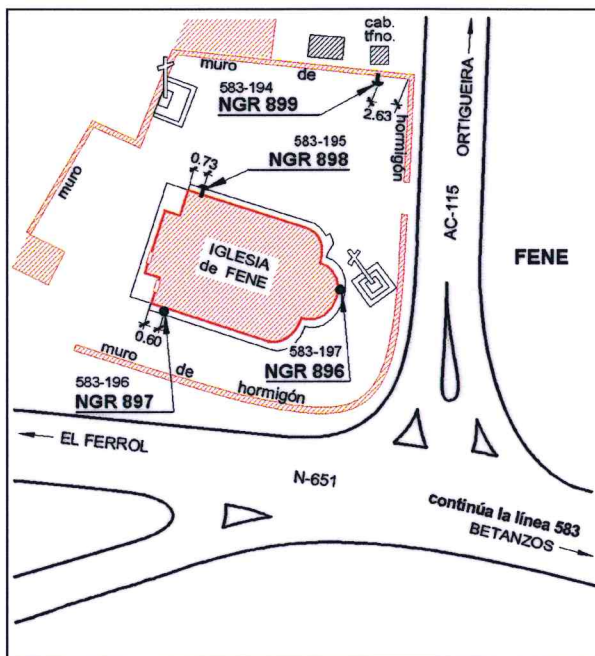 cab.
tfno.
muro de
hormigón
583-194
NGR 899
2.63
583-195
NGR 898
0.73
muro
ORTIGUEIRA
AC-115
FENE
IGLESIA
de FENE
0.60
583-197
NGR 896
583-196
NGR 897
muro de hormigón
EL FERROL
N-651
continúa la línea 583
BETANZOS